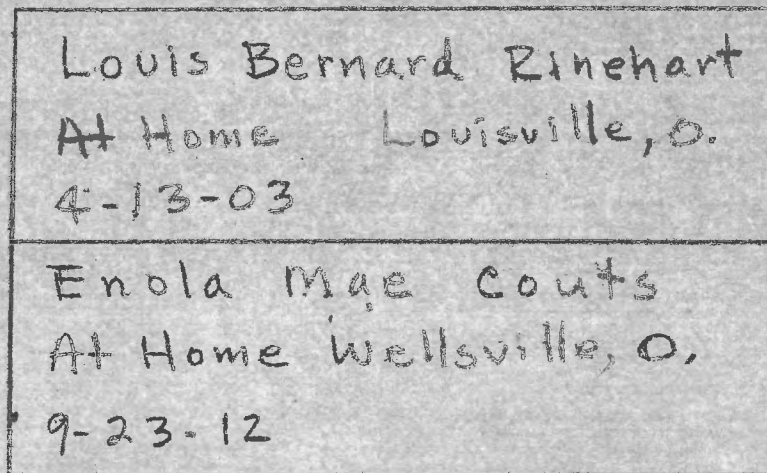 Louis Bernard Rinehart
At Home Louisville, O.
4-13-03
Enola Mae Couts
At Home Wellsville, O.
9-23-12